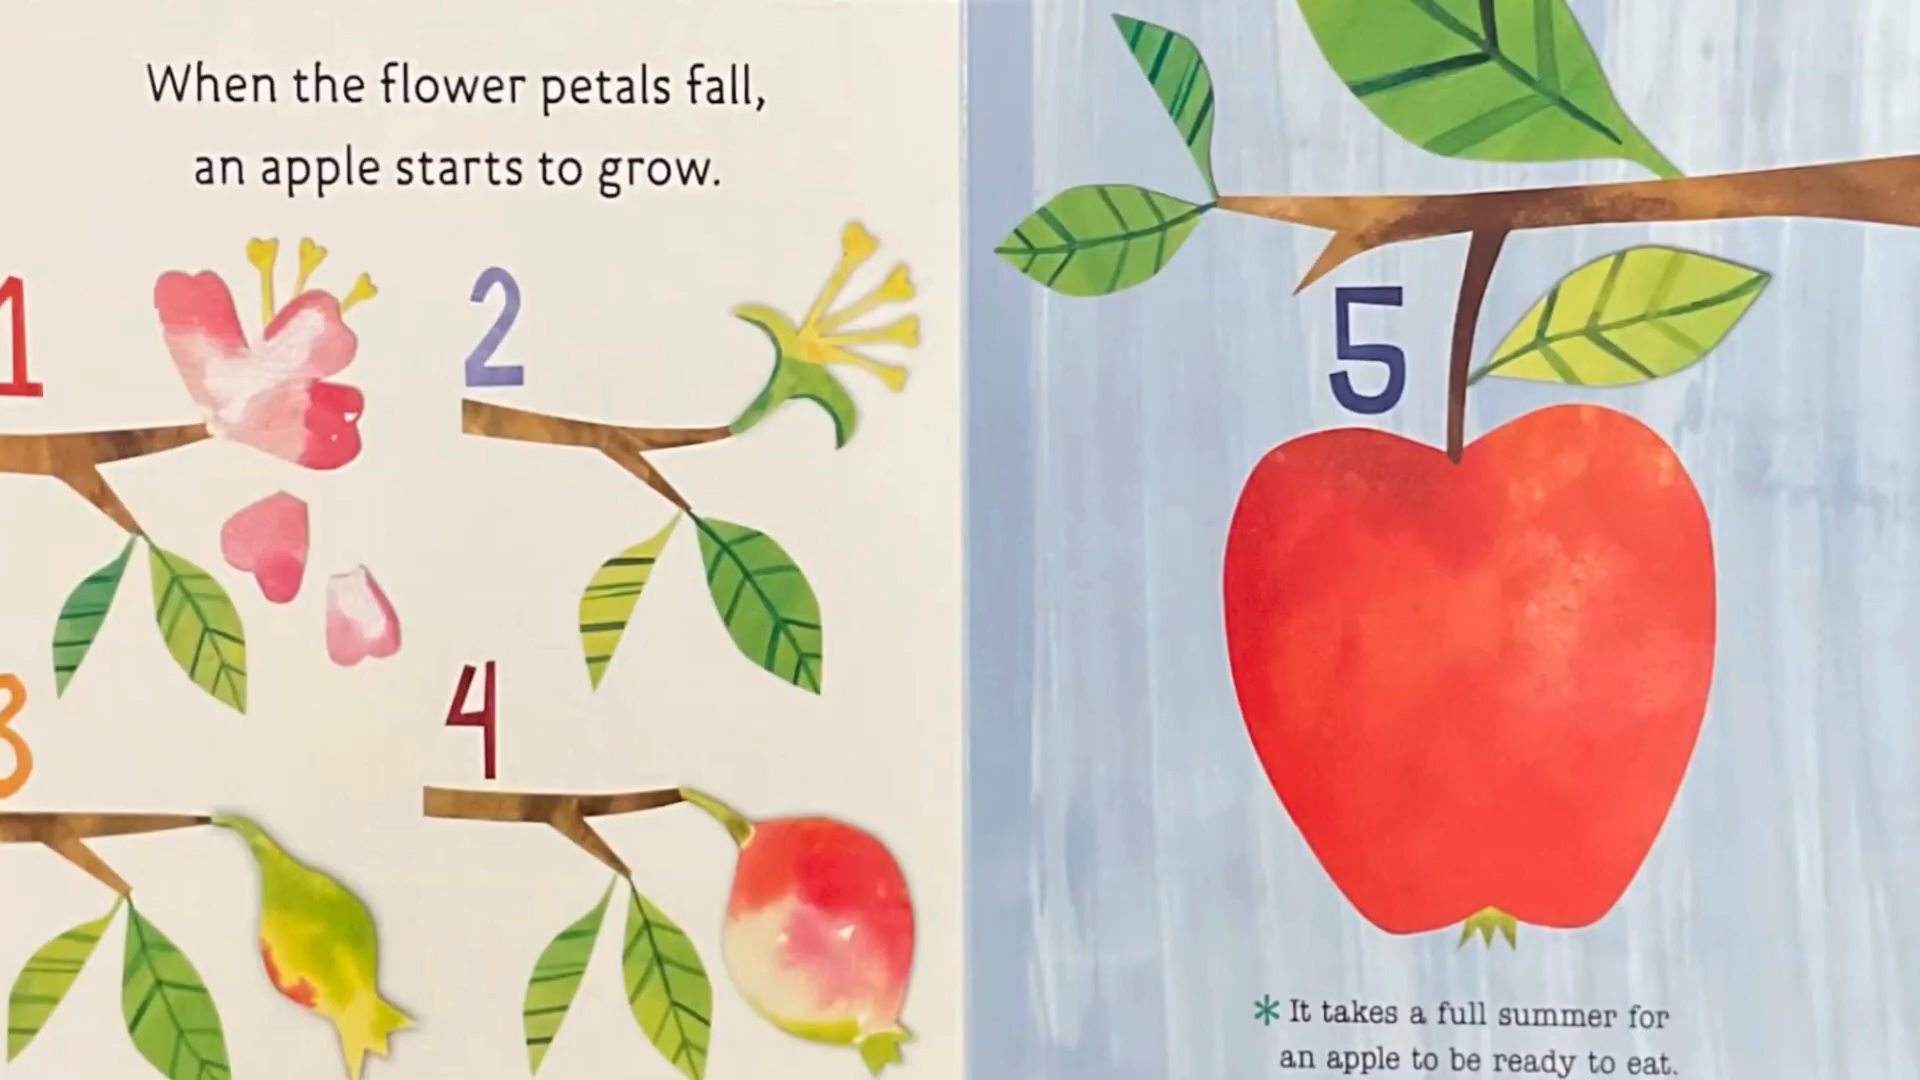 When the flower petals fall,
an apple starts to grow.
1
2
3
4
5
* It takes a full summer for
an apple to be ready to eat.